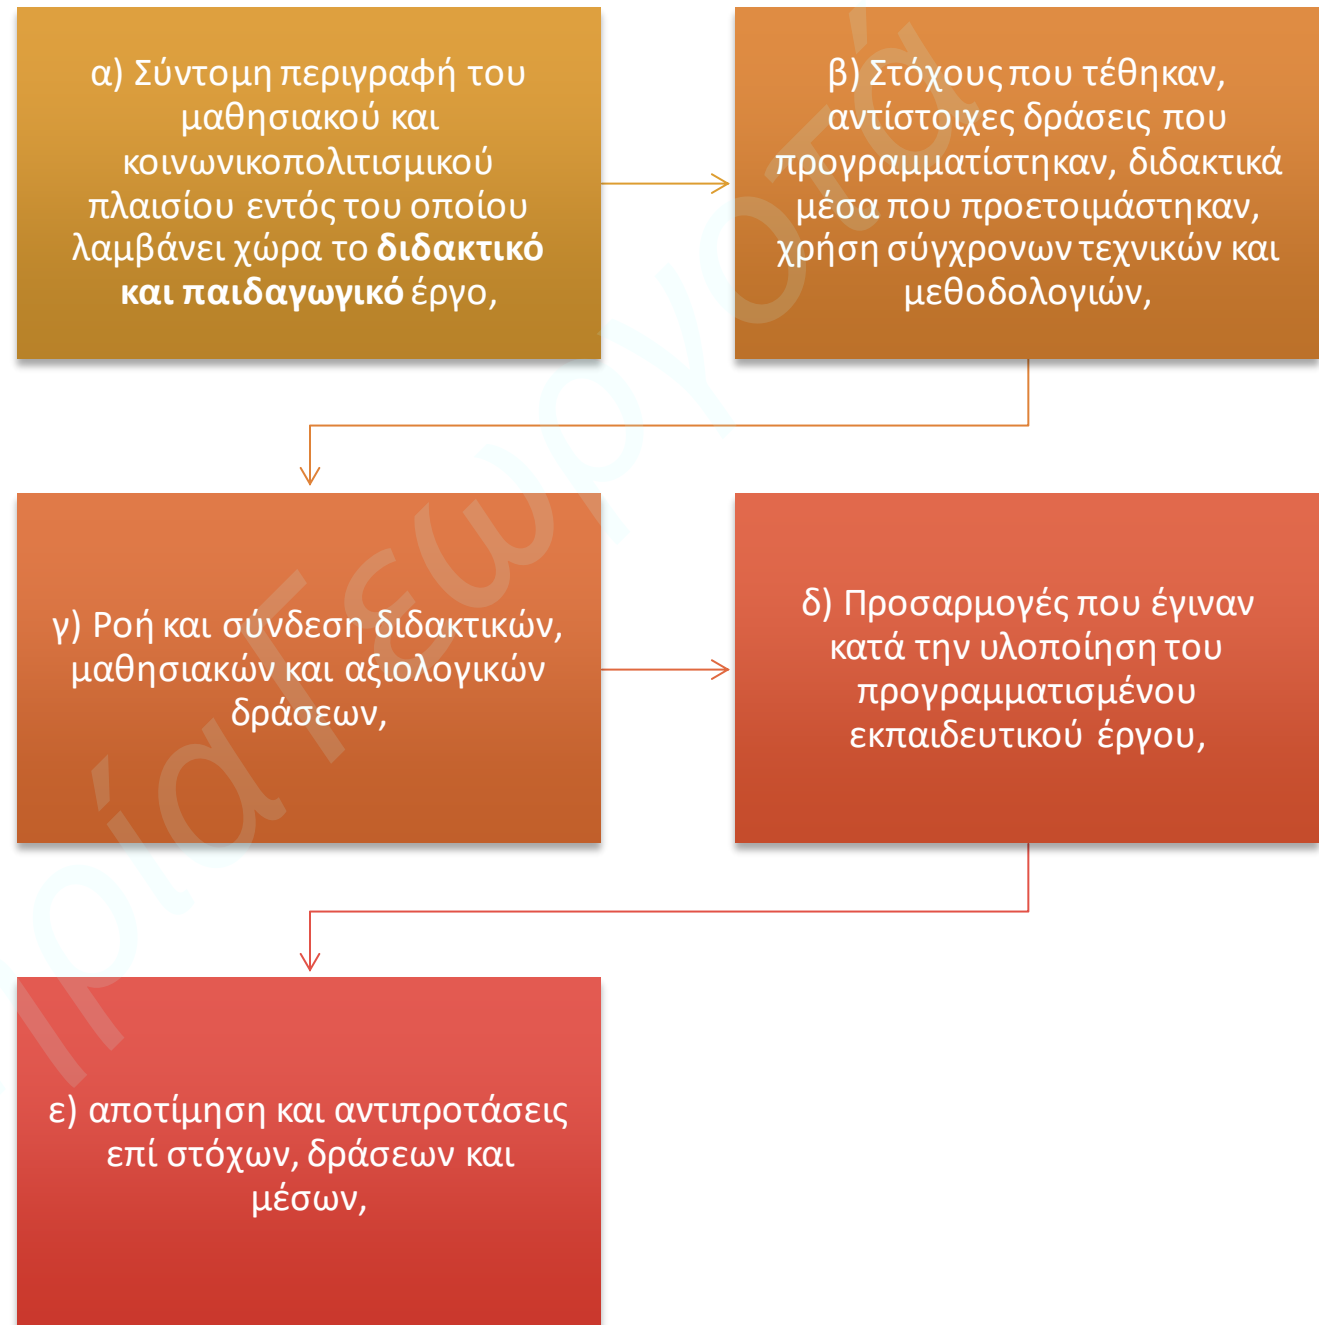 α) Σύντομη περιγραφή του
μαθησιακού και
κοινωνικοπολιτισμικού
πλαισίου εντός του οποίου
λαμβάνει χώρα το διδακτικό
και παιδαγωγικό έργο,
β) Στόχους που τέθηκαν,
αντίστοιχες δράσεις που
προγραμματίστηκαν, διδακτικά
μέσα που προετοιμάστηκαν,
χρήση σύγχρονων τεχνικών και
μεθοδολογιών,
γ) Ροή και σύνδεση διδακτικών,
μαθησιακών και αξιολογικών
δράσεων,
δ) Προσαρμογές που έγιναν
κατά την υλοποίηση του
προγραμματισμένου
εκπαιδευτικού έργου,
ε) αποτίμηση και αντιπροτάσεις
επί στόχων, δράσεων και
μέσων,
Γεωργοτά